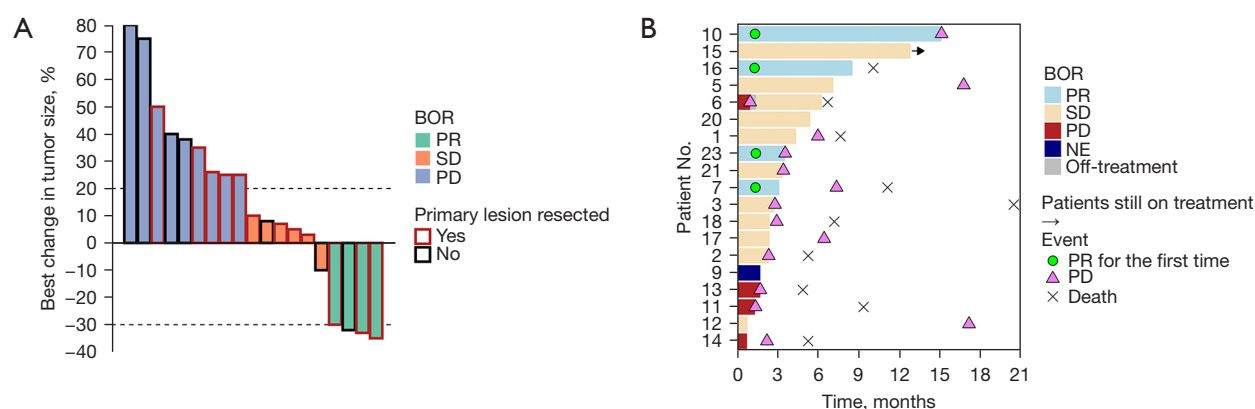 A
Best change in tumor size, %
80
70
60
50
40
30
20
10
0
−10
−20
−30
−40
BOR
PR
SD
PD
Primary lesion resected
Yes
No
B
Patient No.
10
15
16
5
6
20
1
23
21
7
3
18
17
2
9
13
11
12
14
0 3 6 9 12 15 18 21
Time, months
BOR
PR
SD
PD
NE
Off-treatment
Patients still on treatment
→
Event
PR for the first time
PD
Death